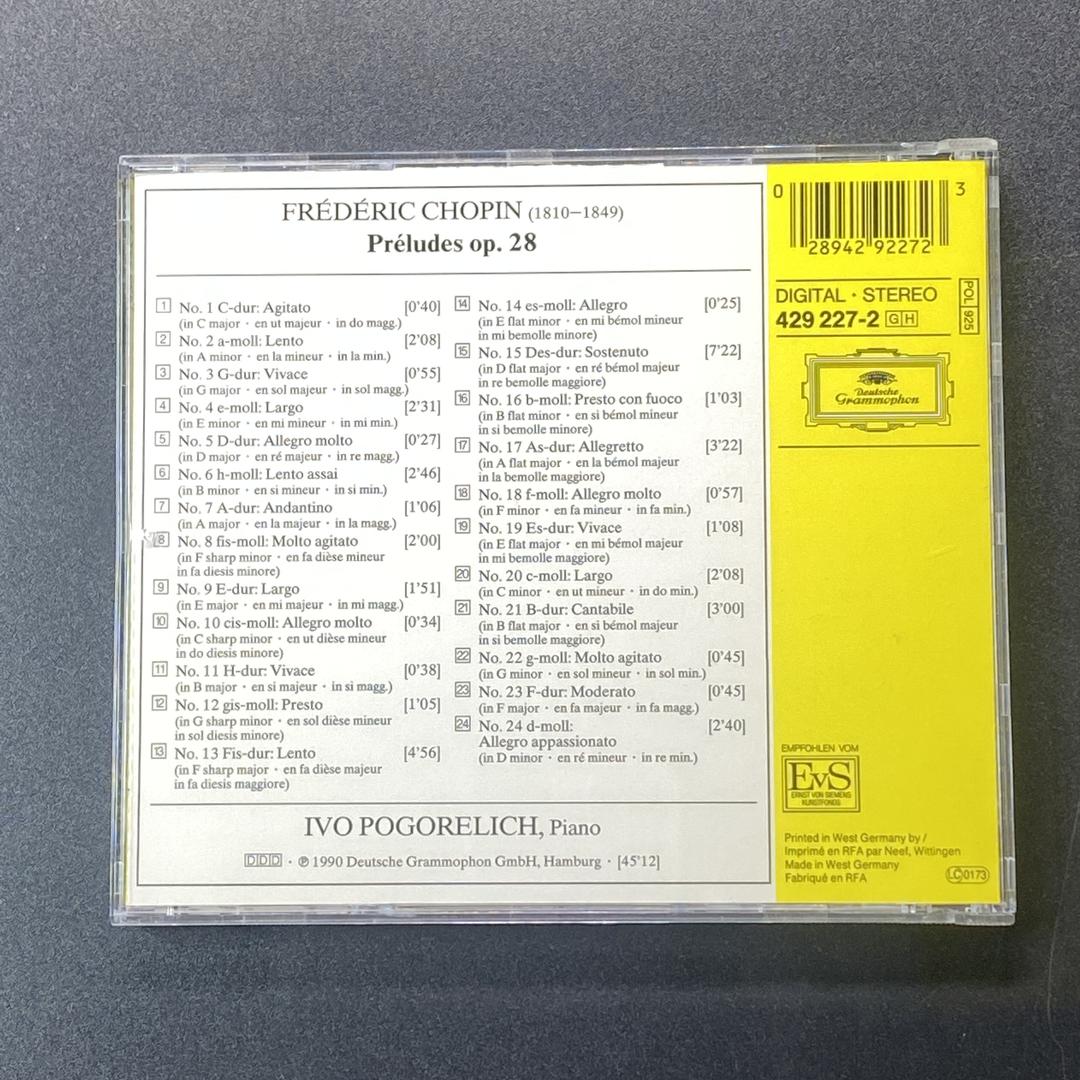 FRÉDÉRIC CHOPIN (1810–1849)
Préludes op. 28
1 No. 1 C-dur: Agitato [0'40]
(in C major · en ut majeur · in do magg.)
2 No. 2 a-moll: Lento [2'08]
(in A minor · en la mineur · in la min.)
3 No. 3 G-dur: Vivace [0'55]
(in G major · en sol majeur · in sol magg.)
4 No. 4 e-moll: Largo [2'31]
(in E minor · en mi mineur · in mi min.)
5 No. 5 D-dur: Allegro molto [0'27]
(in D major · en ré majeur · in re magg.)
6 No. 6 h-moll: Lento assai [2'46]
(in B minor · en si mineur · in si min.)
7 No. 7 A-dur: Andantino [1'06]
(in A major · en la majeur · in la magg.)
8 No. 8 fis-moll: Molto agitato [2'00]
(in F sharp minor · en fa dièse mineur
in fa diesis minore)
9 No. 9 E-dur: Largo [1'51]
(in E major · en mi majeur · in mi magg.)
10 No. 10 cis-moll: Allegro molto [0'34]
(in C sharp minor · en ut dièse mineur
in do diesis minore)
11 No. 11 H-dur: Vivace [0'38]
(in B major · en si majeur · in si magg.)
12 No. 12 gis-moll: Presto [1'05]
(in G sharp minor · en sol dièse mineur
in sol diesis minore)
13 No. 13 Fis-dur: Lento [4'56]
(in F sharp major · en fa dièse majeur
in fa diesis maggiore)
14 No. 14 es-moll: Allegro [0'25]
(in E flat minor · en mi bémol mineur
in mi bemolle minore)
15 No. 15 Des-dur: Sostenuto [7'22]
(in D flat major · en ré bémol majeur
in re bemolle maggiore)
16 No. 16 b-moll: Presto con fuoco [1'03]
(in B flat minor · en si bémol mineur
in si bemolle minore)
17 No. 17 As-dur: Allegretto [3'22]
(in A flat major · en la bémol majeur
in la bemolle maggiore)
18 No. 18 f-moll: Allegro molto [0'57]
(in F minor · en fa mineur · in fa min.)
19 No. 19 Es-dur: Vivace [1'08]
(in E flat major · en mi bémol majeur
in mi bemolle maggiore)
20 No. 20 c-moll: Largo [2'08]
(in C minor · en ut mineur · in do min.)
21 No. 21 B-dur: Cantabile [3'00]
(in B flat major · en si bémol majeur
in si bemolle maggiore)
22 No. 22 g-moll: Molto agitato [0'45]
(in G minor · en sol mineur · in sol min.)
23 No. 23 F-dur: Moderato [0'45]
(in F major · en fa majeur · in fa magg.)
24 No. 24 d-moll: [2'40]
Allegro appassionato
(in D minor · en ré mineur · in re min.)
IVO POGORELICH, Piano
DDD · ℗ 1990 Deutsche Grammophon GmbH, Hamburg · [45'12]
0 28942 92272 3
DIGITAL · STEREO
429 227-2 GH
POL 925
Deutsche
Grammophon
EMPFOHLEN VOM
EvS
ERNST VON SIEMENS
KUNSTFONDS
Printed in West Germany by /
Imprimé en RFA par Neef, Wittingen
Made in West Germany
Fabriqué en RFA
LC 0173